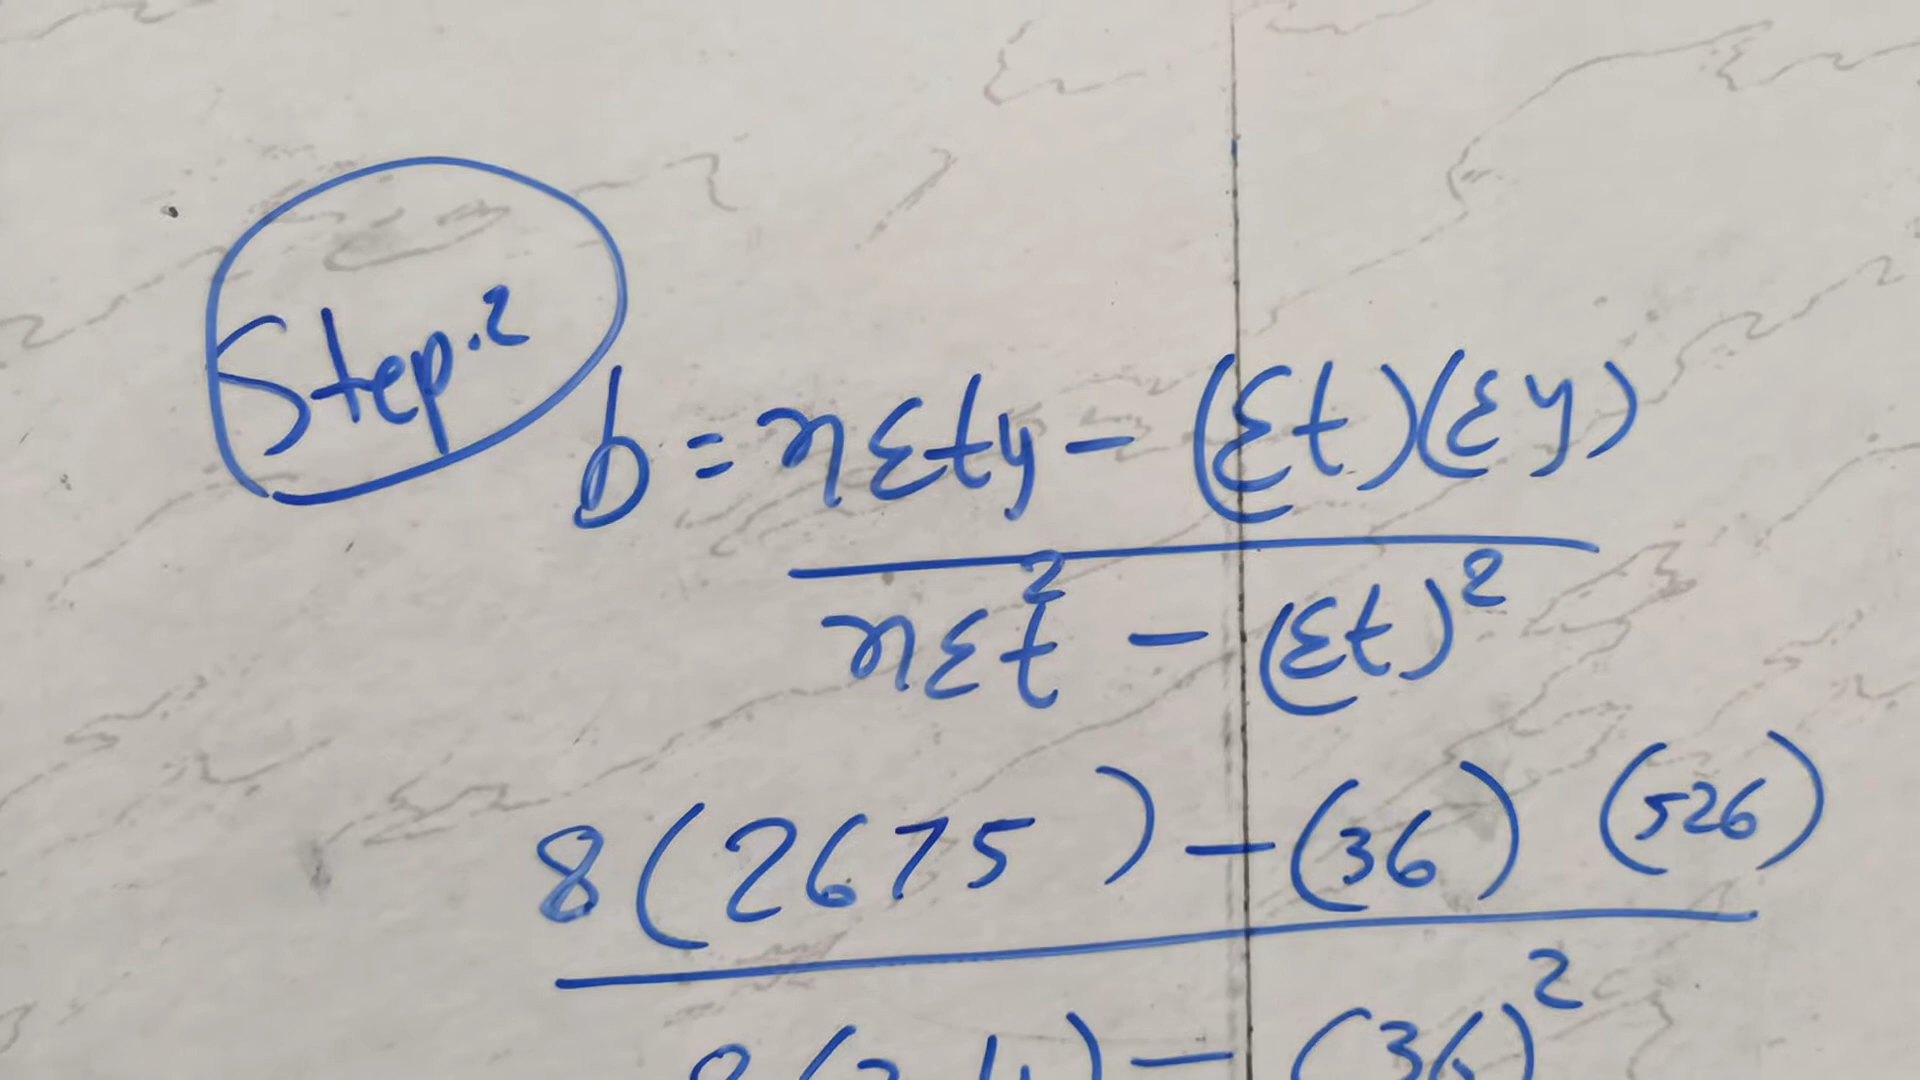 Step.2
b = nΣty - (Σt)(Σy)
nΣt² - (Σt)²
8(2675) - (36) (526)
- (36)²